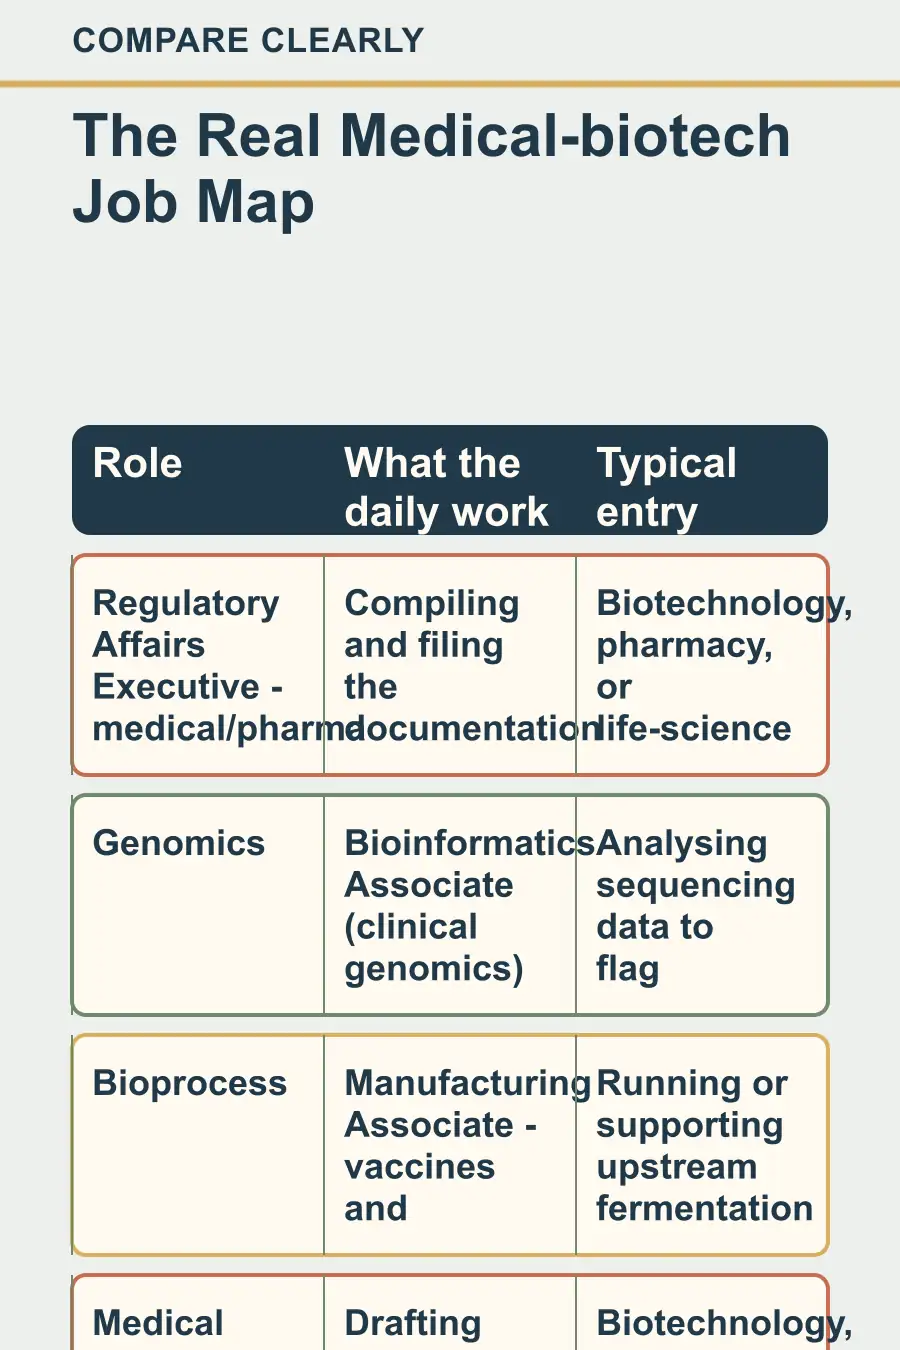 COMPARE CLEARLY
The Real Medical-biotech
Job Map
Role
What the
daily work
Typical
entry
Regulatory
Affairs
Executive -
medical/pharma
Compiling
and filing
the
documentation
Biotechnology,
pharmacy,
or
life-science
Genomics
Bioinformatics
Associate
(clinical
genomics)
Analysing
sequencing
data to
flag
Bioprocess
Manufacturing
Associate -
vaccines
and
Running or
supporting
upstream
fermentation
Medical
Drafting
Biotechnology,